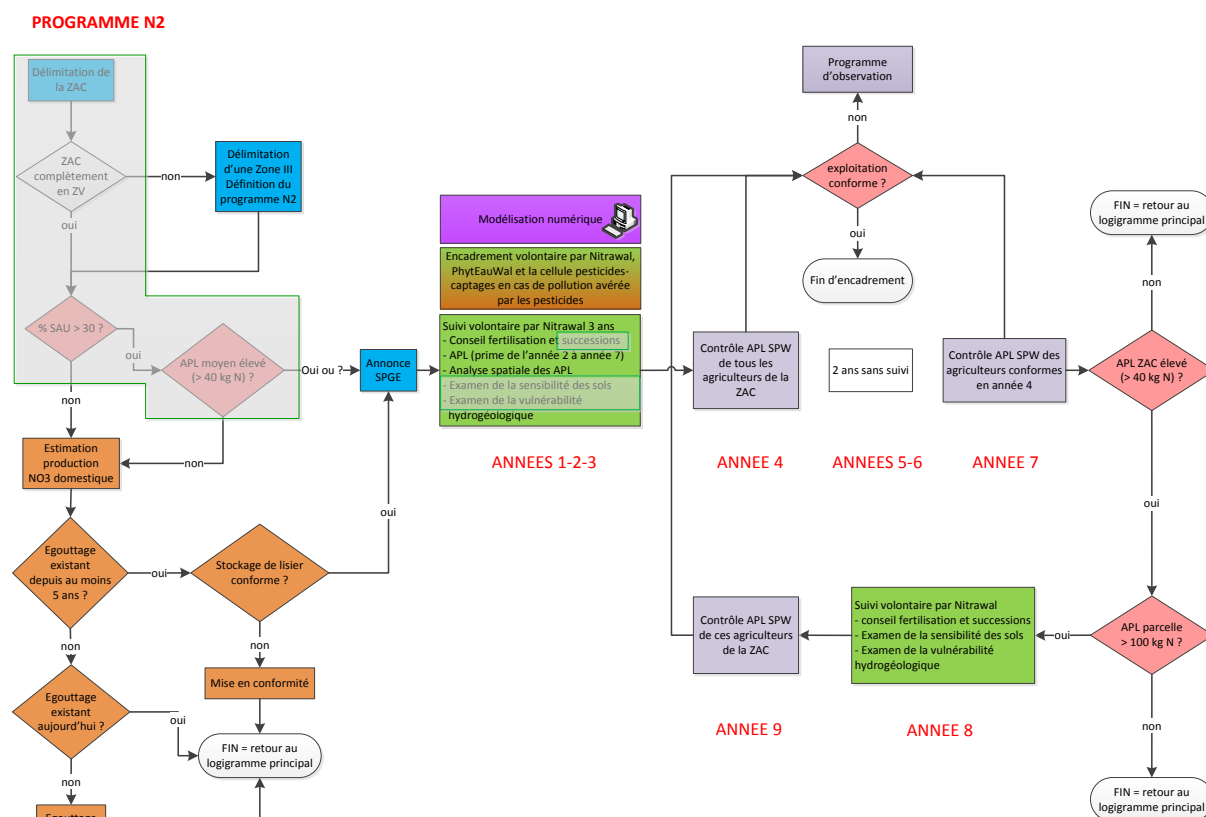 PROGRAMME N2
Délimitation de
la ZAC
ZAC
complètement
en ZV
non
Délimitation
d'une Zone III
Définition du
programme N2
oui
% SAU > 30 ?
oui
APL moyen élevé
(> 40 kg N)
Oui ou ?
Annonce
SPGE
non
non
Estimation
production
NO3 domestique
Egouttage
existant
depuis au moins
5 ans ?
oui
Stockage de lisier
conforme ?
oui
non
non
Mise en conformité
Egouttage
existant
aujourd'hui ?
oui
FIN = retour au
logigramme principal
non
Egouttage
Modélisation numérique
Encadrement volontaire par Nitrawal,
PhytEauWal et la cellule pesticides-
captages en cas de pollution avérée
par les pesticides
Suivi volontaire par Nitrawal 3 ans
- Conseil fertilisation et successions
- APL (prime de l'année 2 à année 7)
- Analyse spatiale des APL
- Examen de la sensibilité des sols
- Examen de la vulnérabilité
hydrogéologique
ANNEES 1-2-3
Programme
d'observation
non
exploitation
conforme ?
oui
Fin d'encadrement
Contrôle APL SPW
de tous les
agriculteurs de la
ZAC
ANNEE 4
2 ans sans suivi
ANNEES 5-6
Contrôle APL SPW des
agriculteurs conformes
en année 4
ANNEE 7
FIN = retour au
logigramme principal
non
APL ZAC élevé
(> 40 kg N) ?
oui
APL parcelle
> 100 kg N ?
oui
Suivi volontaire par Nitrawal
- conseil fertilisation et successions
- Examen de la sensibilité des sols
- Examen de la vulnérabilité
hydrogéologique
ANNEE 8
Contrôle APL SPW
de ces agriculteurs
de la ZAC
ANNEE 9
non
FIN = retour au
logigramme principal